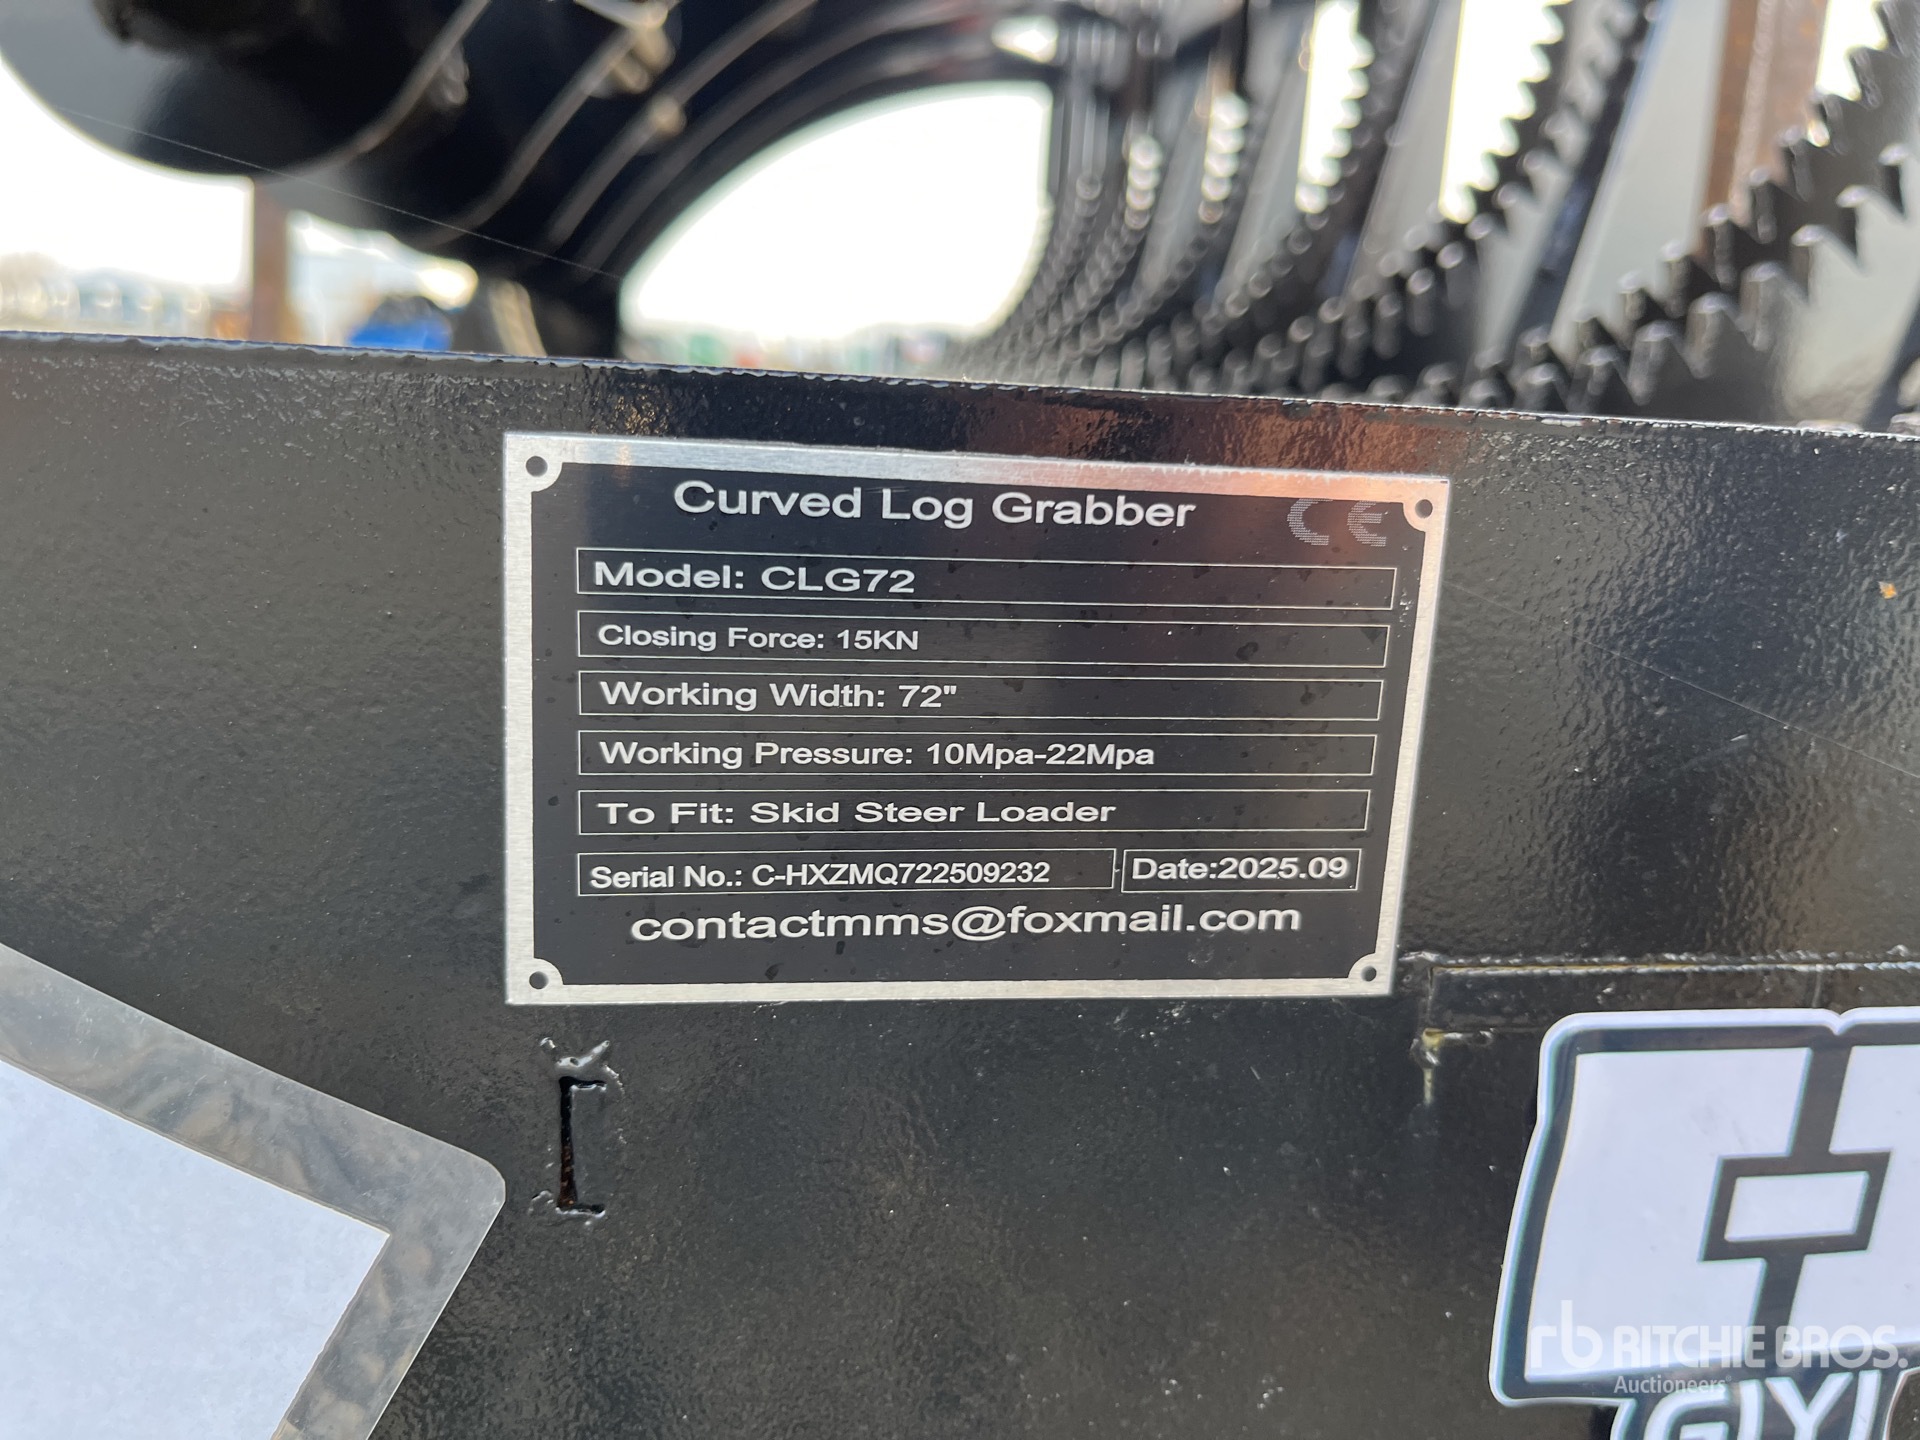 Curved Log Grabber CE
Model: CLG72
Closing Force: 15KN
Working Width: 72"
Working Pressure: 10Mpa-22Mpa
To Fit: Skid Steer Loader
Serial No.: C-HXZMQ722509232 Date:2025.09
contactmms@foxmail.com
rb RITCHIE BROS.
Auctioneers